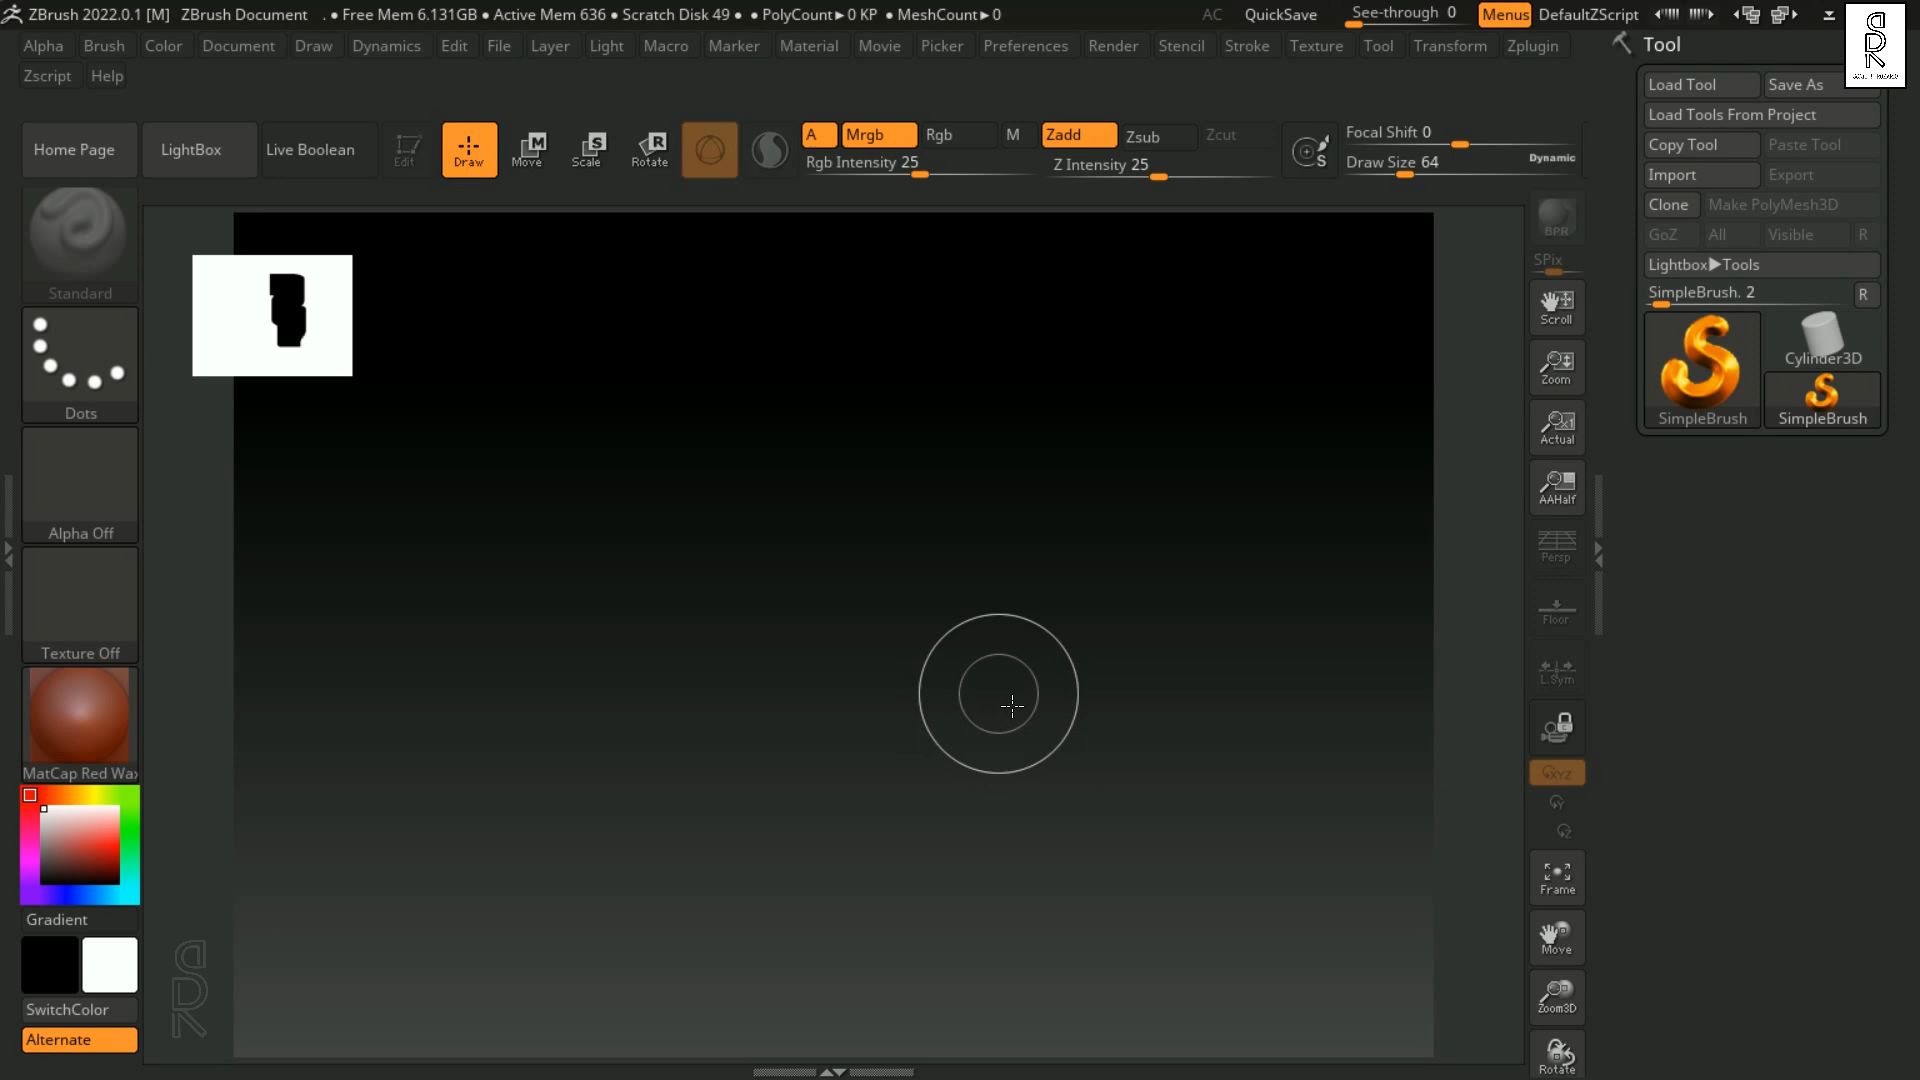 ZBrush 2022.0.1 [M] ZBrush Document . ● Free Mem 6.131GB ● Active Mem 636 ● Scratch Disk 49 ● ● PolyCount► 0 KP ● MeshCount► 0 AC QuickSave See-through 0 Menus DefaultZScript
Alpha Brush Color Document Draw Dynamics Edit File Layer Light Macro Marker Material Movie Picker Preferences Render Stencil Stroke Texture Tool Transform Zplugin
Zscript Help
Home Page LightBox Live Boolean Edit Draw Move Scale Rotate
A Mrgb Rgb M Zadd Zsub Zcut
Rgb Intensity 25 Z Intensity 25
Focal Shift 0
Draw Size 64 Dynamic
Standard
Dots
Alpha Off
Texture Off
MatCap Red Wax
Gradient
SwitchColor
Alternate
SDR
BPR
SPix
Scroll
Zoom
Actual
AAHalf
Persp
Floor
L.Sym
XYZ
Y
Z
Frame
Move
Zoom3D
Rotate
Tool
Load Tool Save As
Load Tools From Project
Copy Tool Paste Tool
Import Export
Clone Make PolyMesh3D
GoZ All Visible R
Lightbox►Tools
SimpleBrush. 2 R
Cylinder3D
SimpleBrush SimpleBrush
SDR